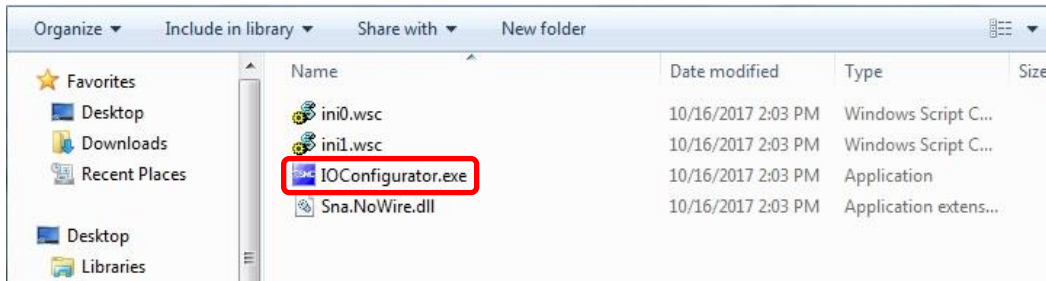 Organize Include in library Share with New folder
Favorites
Desktop
Downloads
Recent Places
Desktop
Libraries
Name Date modified Type Size
ini0.wsc 10/16/2017 2:03 PM Windows Script C...
ini1.wsc 10/16/2017 2:03 PM Windows Script C...
IOConfigurator.exe 10/16/2017 2:03 PM Application
Sna.NoWire.dll 10/16/2017 2:03 PM Application extens...